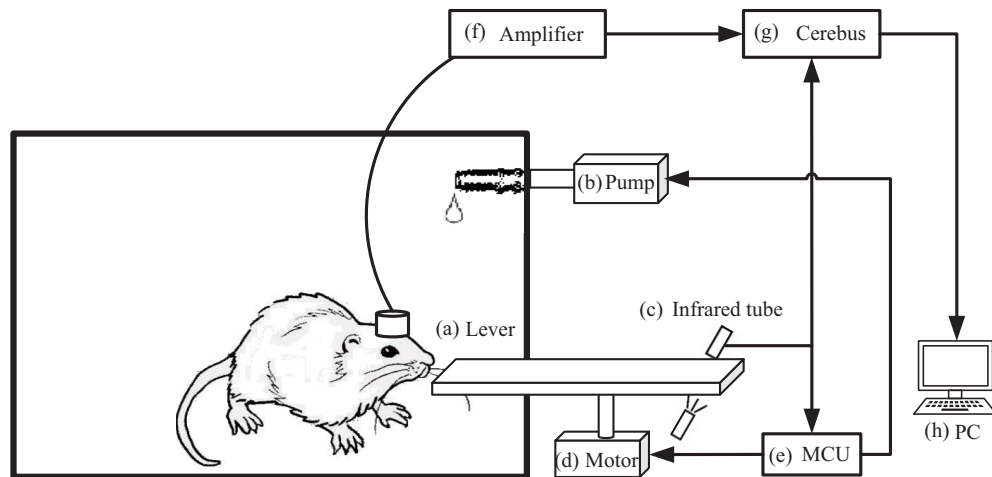 (f) Amplifier
(g) Cerebus
(b) Pump
(c) Infrared tube
(a) Lever
(h) PC
(d) Motor
(e) MCU